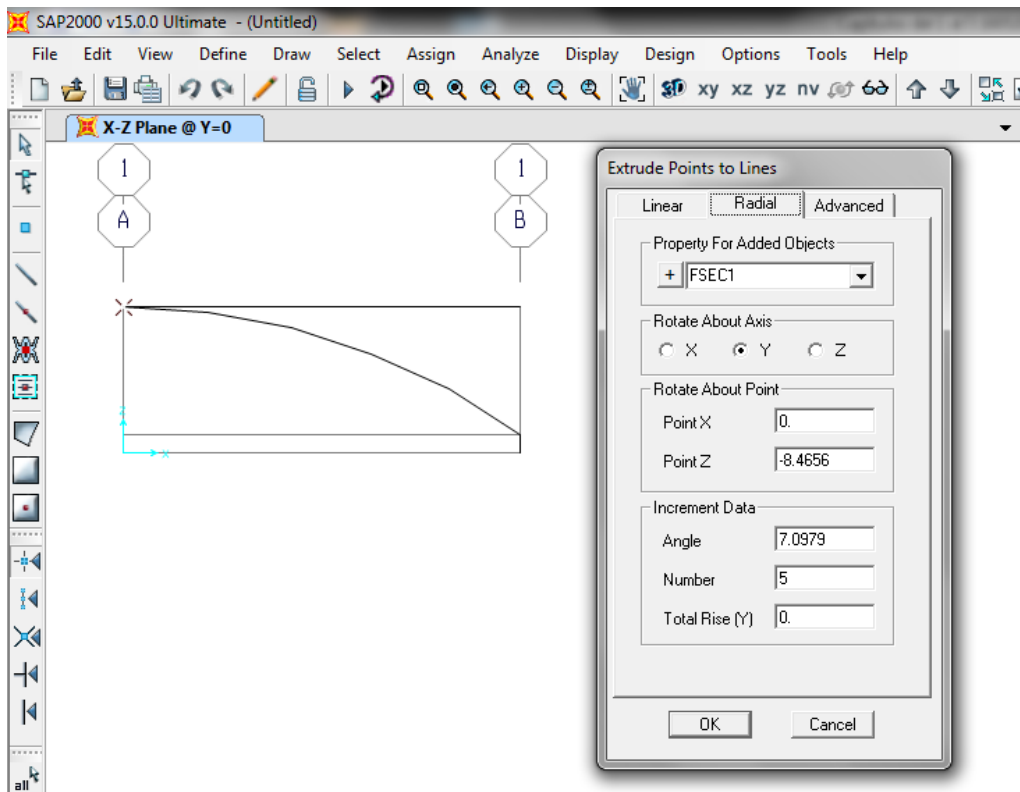 SAP2000 v15.0.0 Ultimate - (Untitled)
File Edit View Define Draw Select Assign Analyze Display Design Options Tools Help
3D xy xz yz nv
X-Z Plane @ Y=0
1 1
A B
Z
X
all
Extrude Points to Lines
Linear Radial Advanced
Property For Added Objects
+ FSEC1
Rotate About Axis
X Y Z
Rotate About Point
Point X 0.
Point Z -8.4656
Increment Data
Angle 7.0979
Number 5
Total Rise (Y) 0.
OK Cancel